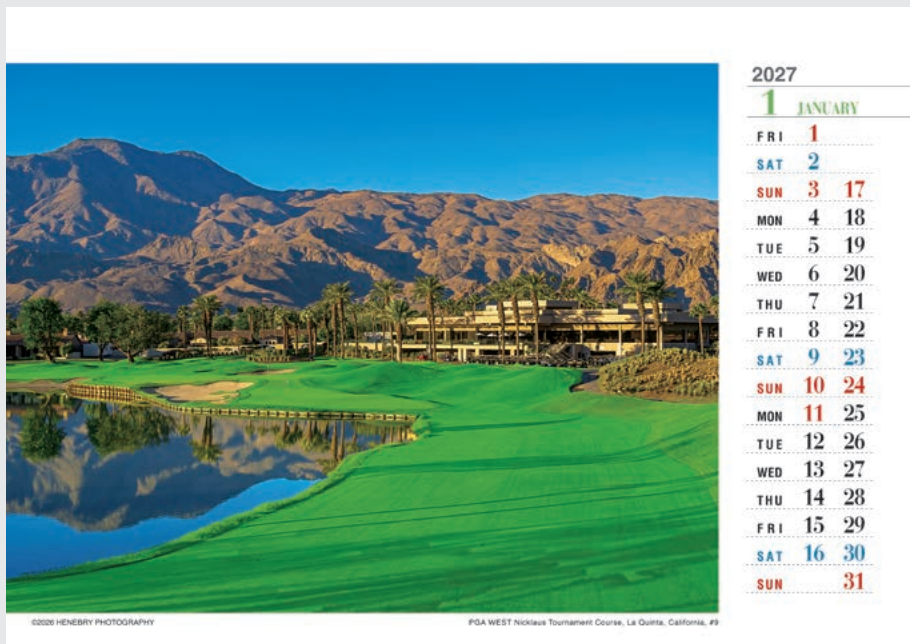 2027
1 JANUARY
FRI 1
SAT 2
SUN 3 17
MON 4 18
TUE 5 19
WED 6 20
THU 7 21
FRI 8 22
SAT 9 23
SUN 10 24
MON 11 25
TUE 12 26
WED 13 27
THU 14 28
FRI 15 29
SAT 16 30
SUN 31
©2026 HENEBRY PHOTOGRAPHY
PGA WEST Nicklaus Tournament Course, La Quinta, California, #9